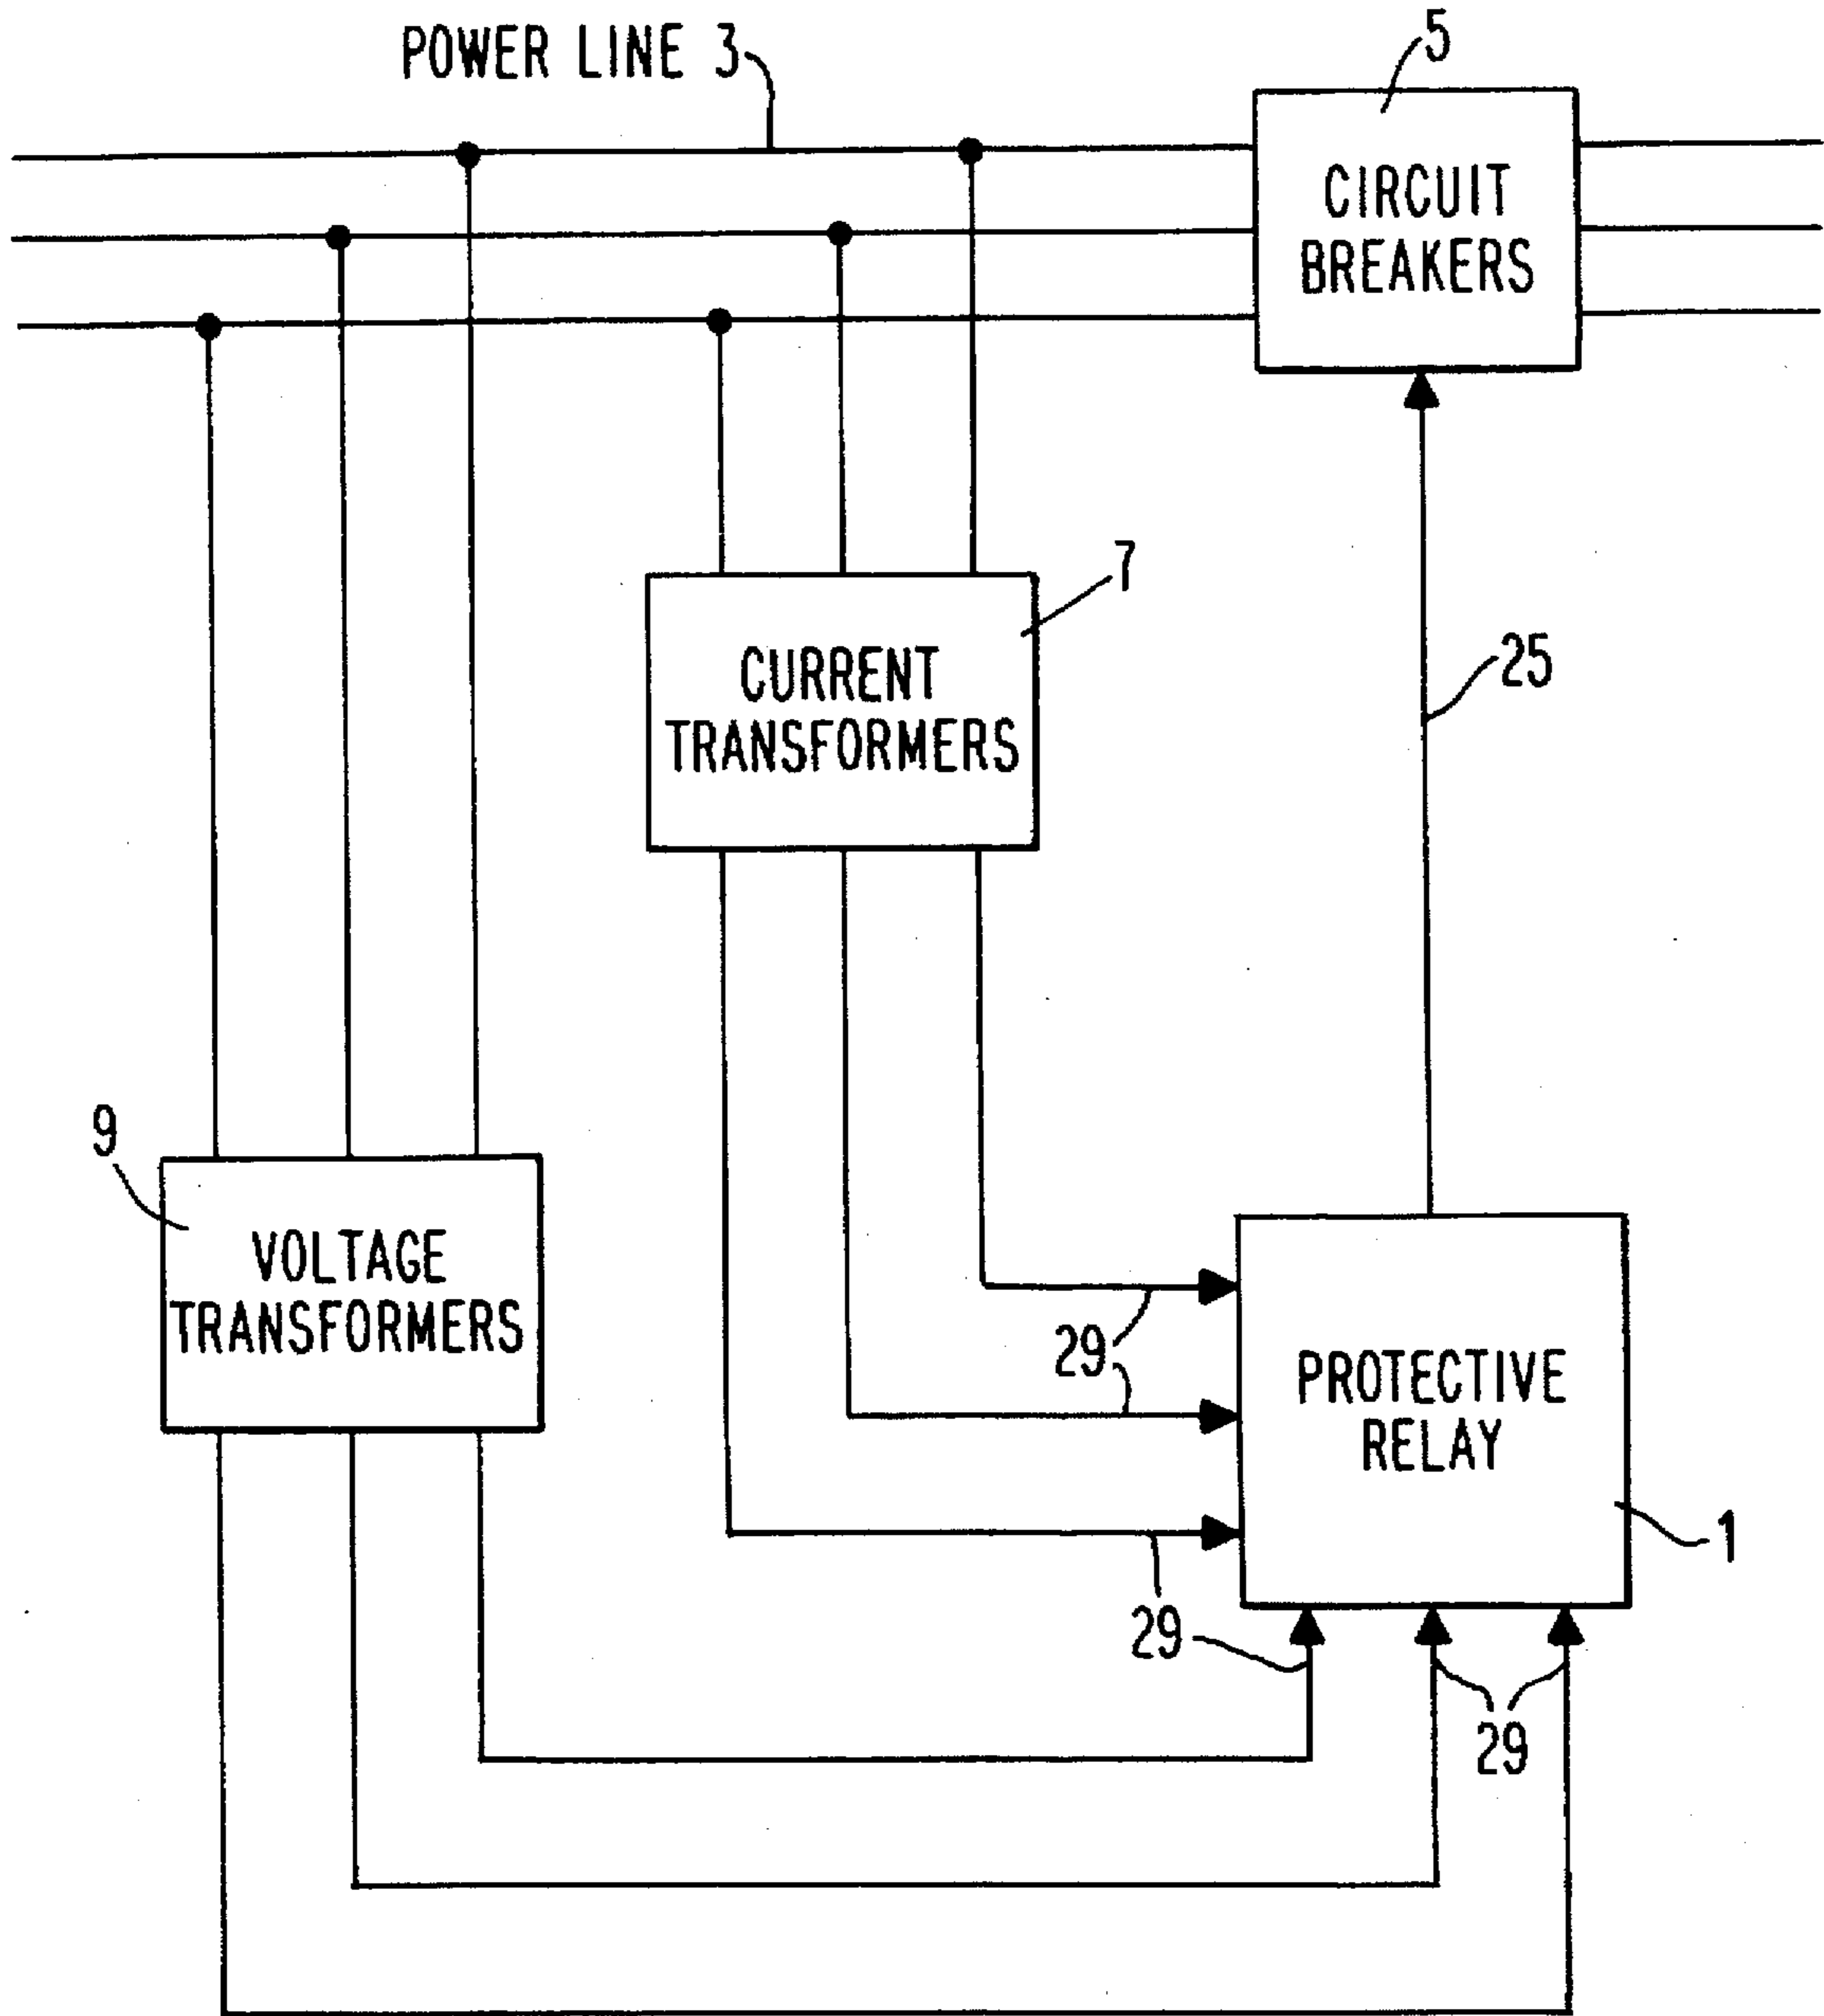 POWER LINE 3
5
CIRCUIT
BREAKERS
7
CURRENT
TRANSFORMERS
25
9
VOLTAGE
TRANSFORMERS
29
PROTECTIVE
RELAY
1
29
29